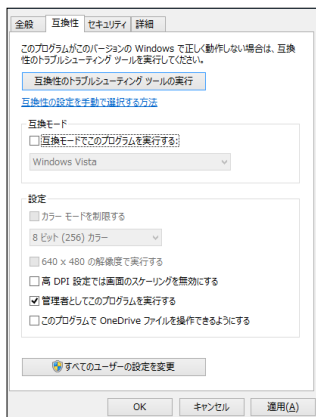 全般 互換性 セキュリティ 詳細
このプログラムがこのバージョンの Windows で正しく動作しない場合は、互換
性のトラブルシューティング ツールを実行してください。
互換性のトラブルシューティング ツールの実行
互換性の設定を手動で選択する方法
互換モード
互換モードでこのプログラムを実行する:
Windows Vista
設定
カラー モードを制限する
8 ビット (256) カラー
640 x 480 の解像度で実行する
高 DPI 設定では画面のスケーリングを無効にする
管理者としてこのプログラムを実行する
このプログラムで OneDrive ファイルを操作できるようにする
すべてのユーザーの設定を変更
OK キャンセル 適用(A)